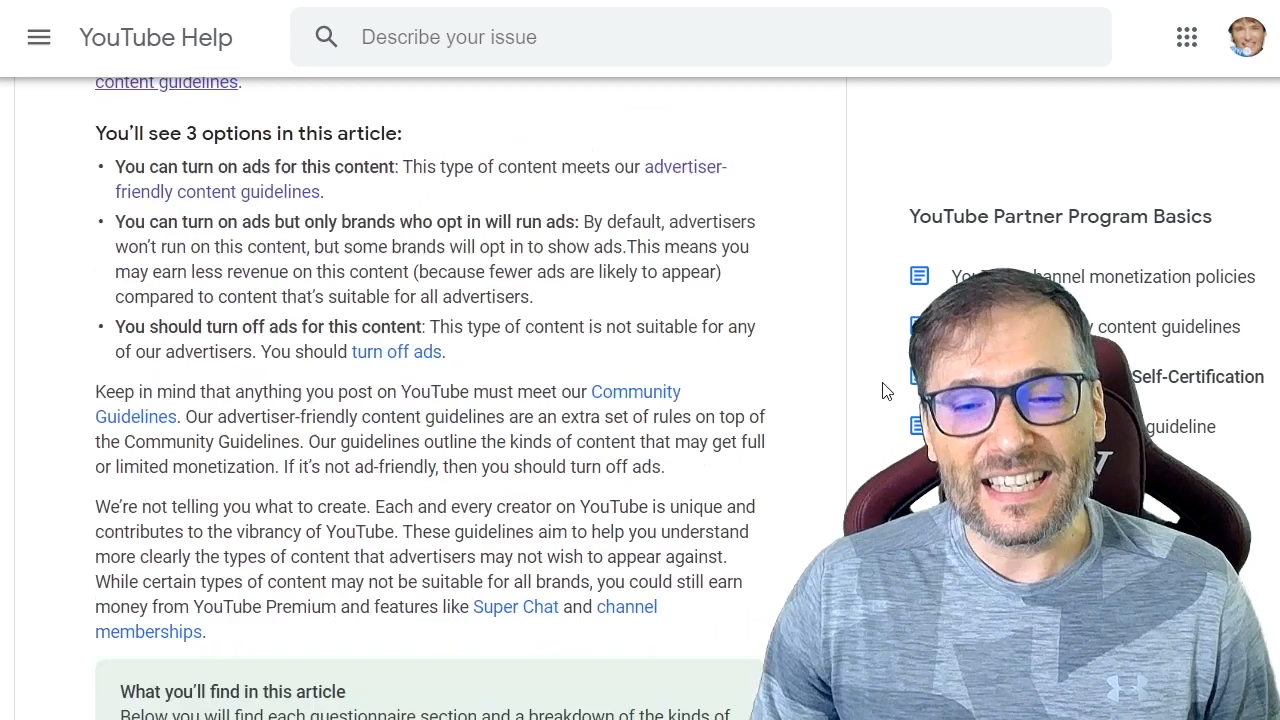 YouTube Help
Describe your issue
content guidelines.
You'll see 3 options in this article:
• You can turn on ads for this content: This type of content meets our advertiser-
friendly content guidelines.
• You can turn on ads but only brands who opt in will run ads: By default, advertisers
won't run on this content, but some brands will opt in to show ads.This means you
may earn less revenue on this content (because fewer ads are likely to appear)
compared to content that's suitable for all advertisers.
• You should turn off ads for this content: This type of content is not suitable for any
of our advertisers. You should turn off ads.
Keep in mind that anything you post on YouTube must meet our Community
Guidelines. Our advertiser-friendly content guidelines are an extra set of rules on top of
the Community Guidelines. Our guidelines outline the kinds of content that may get full
or limited monetization. If it's not ad-friendly, then you should turn off ads.
We're not telling you what to create. Each and every creator on YouTube is unique and
contributes to the vibrancy of YouTube. These guidelines aim to help you understand
more clearly the types of content that advertisers may not wish to appear against.
While certain types of content may not be suitable for all brands, you could still earn
money from YouTube Premium and features like Super Chat and channel
memberships.
What you'll find in this article
Below you will find each questionnaire section and a breakdown of the kinds of
YouTube Partner Program Basics
monetization policies
content guidelines
Self-Certification
guideline